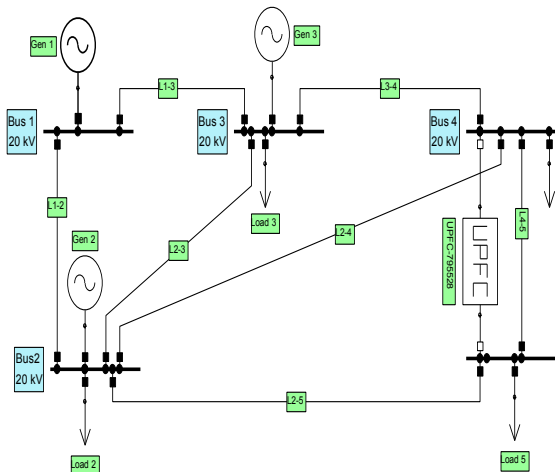 Gen 1
Gen 3
L1-3
L3-4
Bus 1
20 kV
Bus 3
20 kV
Bus 4
20 kV
L1-2
Gen 2
L2-3
Load 3
L2-4
UPFC-795528
UPFC
L4-5
Bus2
20 kV
L2-5
Load 2
Load 5